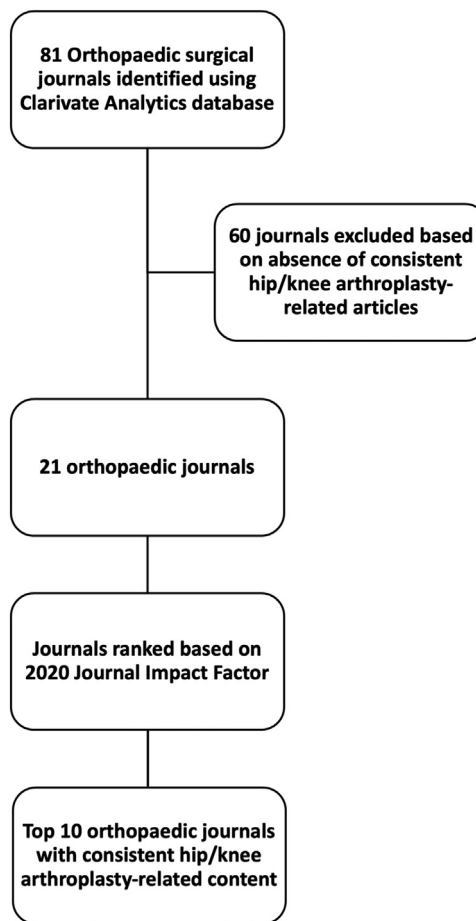 81 Orthopaedic surgical
journals identified using
Clarivate Analytics database
60 journals excluded based
on absence of consistent
hip/knee arthroplasty-
related articles
21 orthopaedic journals
Journals ranked based on
2020 Journal Impact Factor
Top 10 orthopaedic journals
with consistent hip/knee
arthroplasty-related content